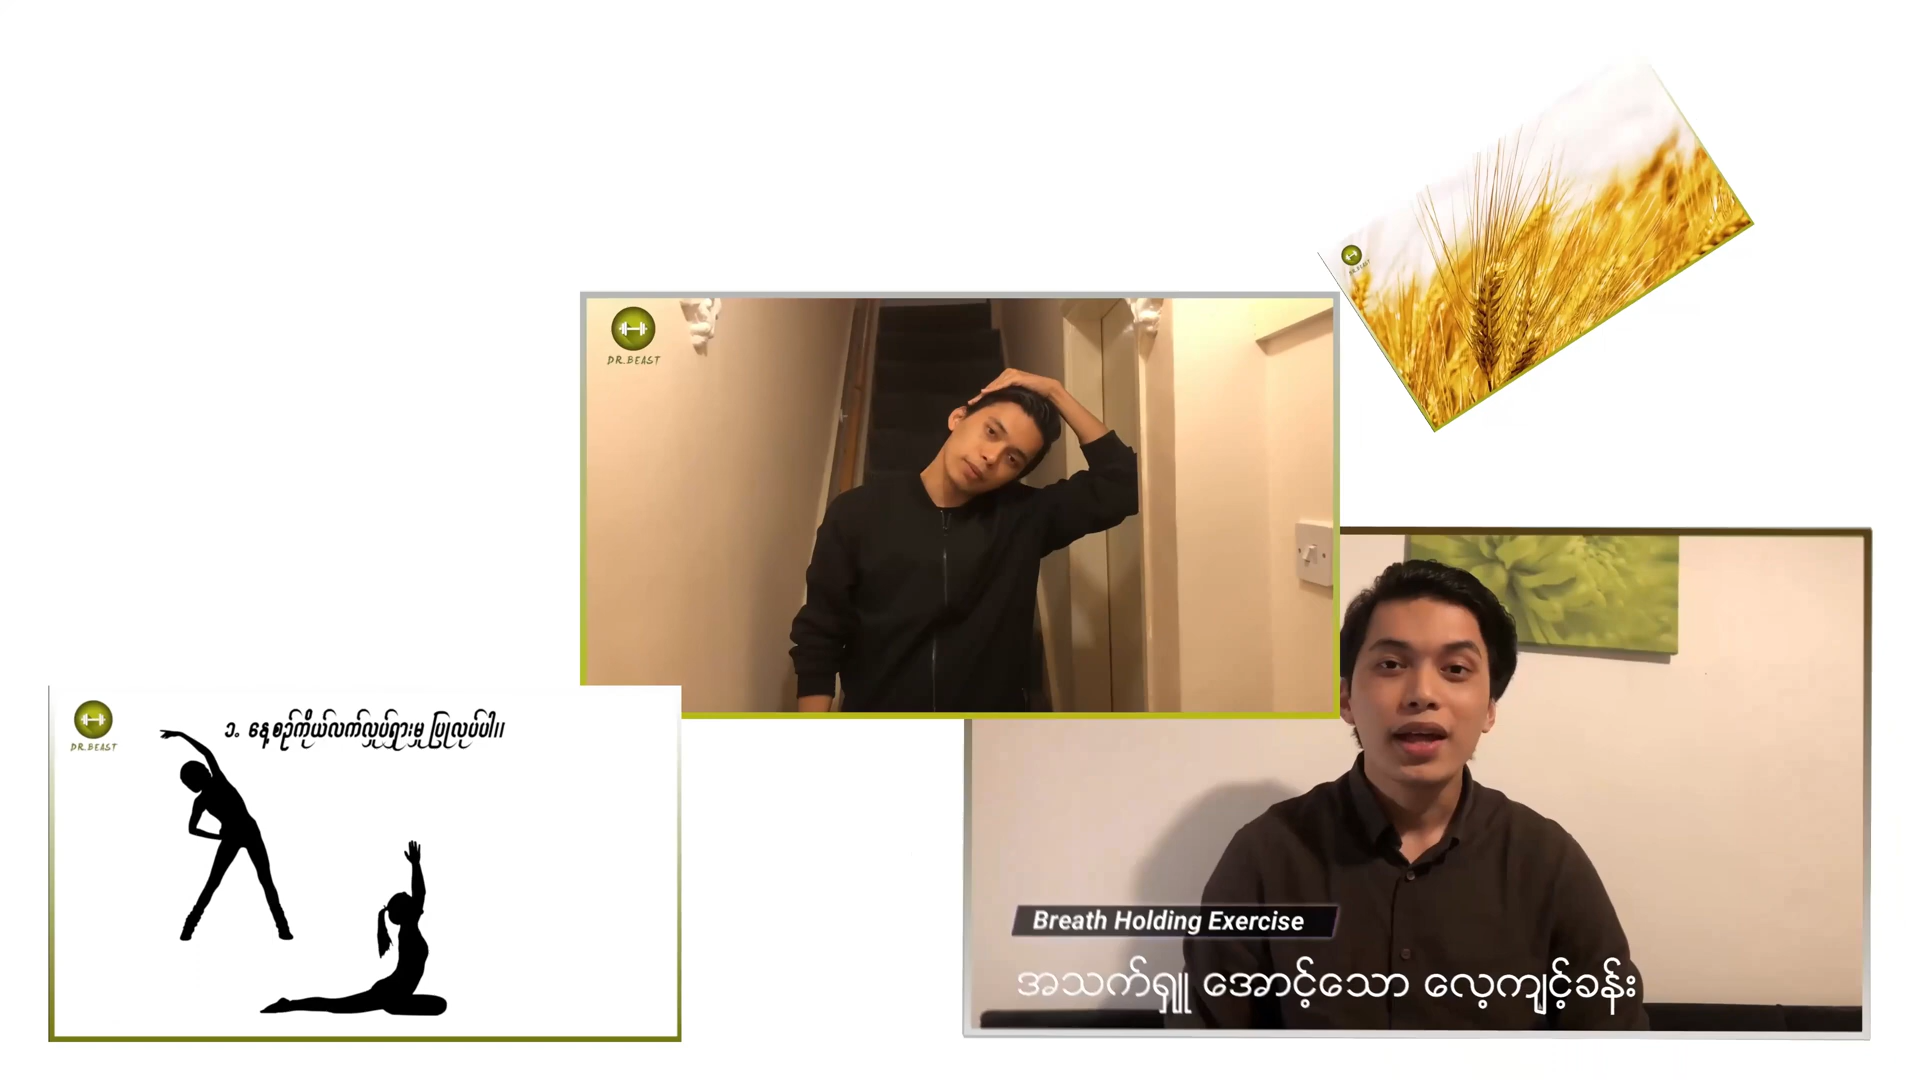 DR.BEAST
DR.BEAST
DR.BEAST
၁. နေ့စဉ်ကိုယ်လက်လှုပ်ရှားမှု ပြုလုပ်ပါ။
Breath Holding Exercise
အသက်ရှူ အောင့်သော လေ့ကျင့်ခန်း